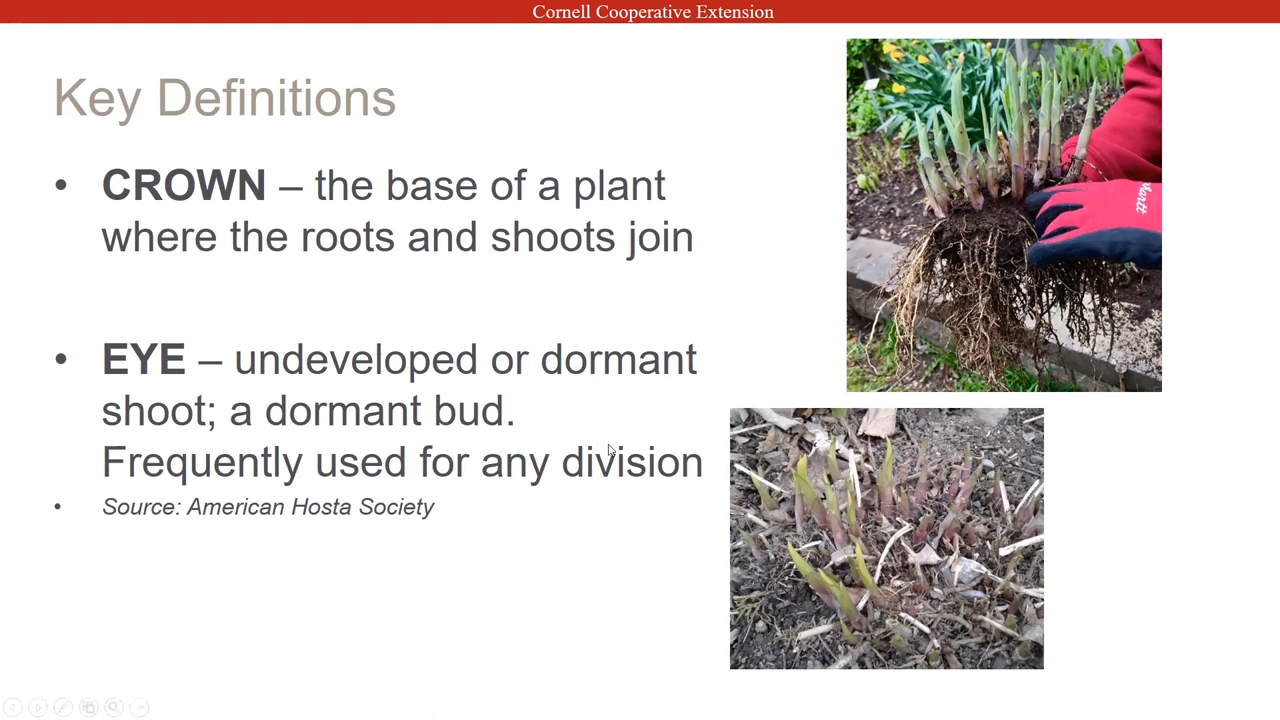 Cornell Cooperative Extension
Key Definitions
• CROWN – the base of a plant
where the roots and shoots join
• EYE – undeveloped or dormant
shoot; a dormant bud.
Frequently used for any division
• Source: American Hosta Society